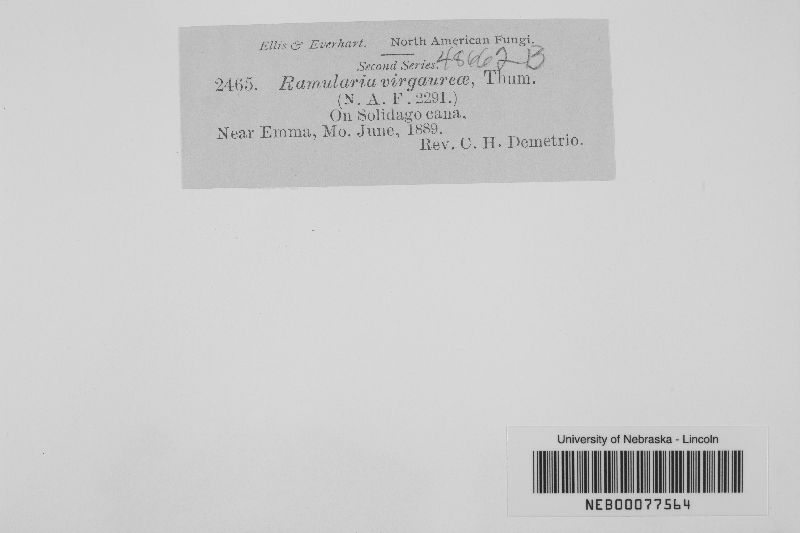 Ellis & Everhart. North American Fungi.
Second Series. 48662B
2465. Ramularia virgaureæ, Thum.
(N. A. F. 2291.)
On Solidago cana.
Near Emma, Mo. June, 1889.
Rev. C. H. Demetrio.
University of Nebraska - Lincoln
NEB00077564